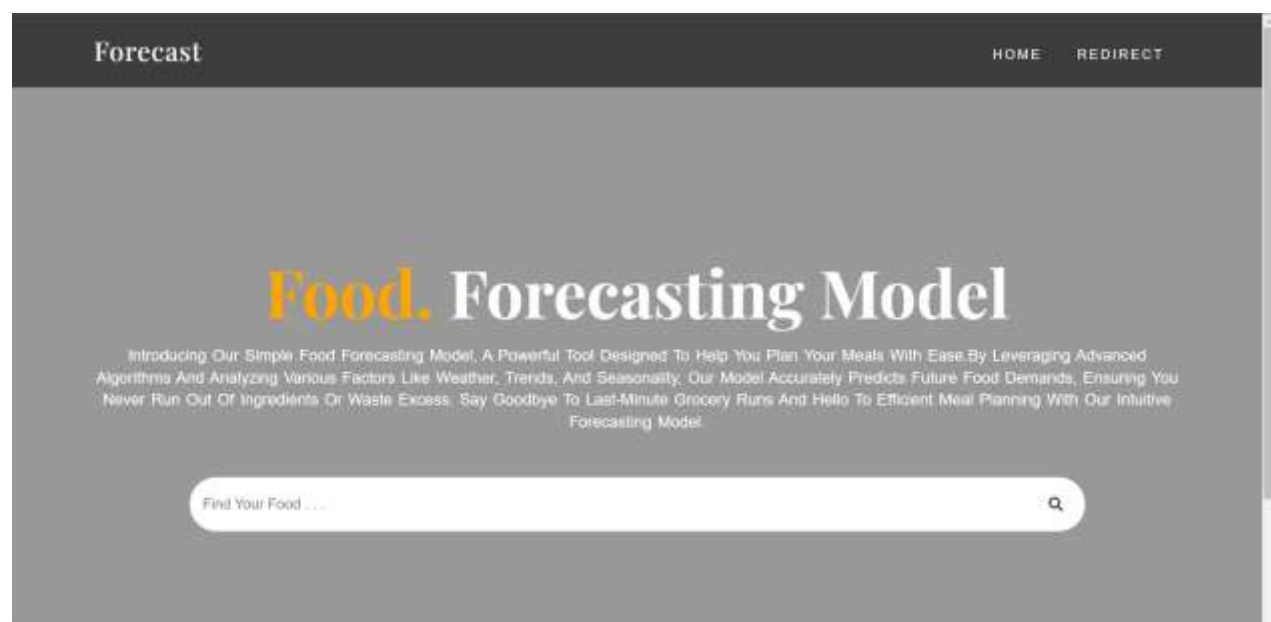 Forecast
HOME REDIRECT
Food. Forecasting Model
Introducing Our Simple Food Forecasting Model, A Powerful Tool Designed To Help You Plan Your Meals With Ease.By Leveraging Advanced
Algorithms And Analyzing Various Factors Like Weather, Trends, And Seasonality, Our Model Accurately Predicts Future Food Demands, Ensuring You
Never Run Out Of Ingredients Or Waste Excess. Say Goodbye To Last-Minute Grocery Runs And Hello To Efficient Meal Planning With Our Intuitive
Forecasting Model.
Find Your Food . . .